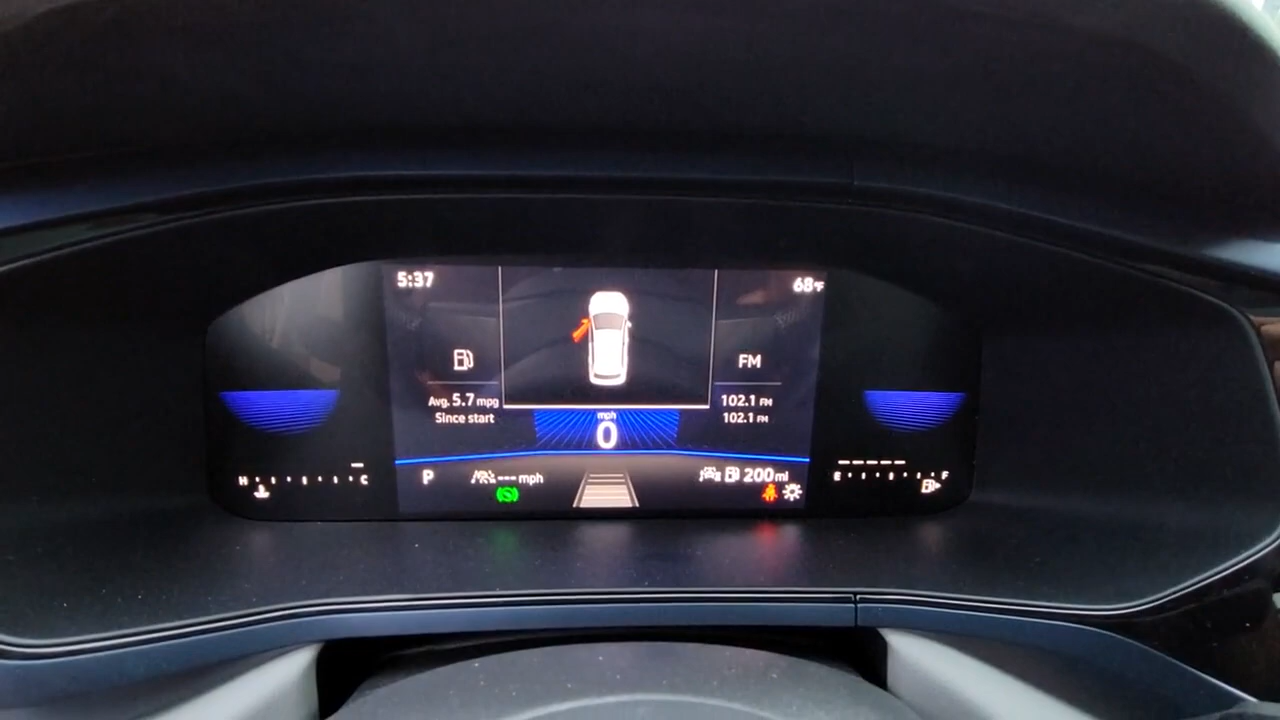 5:37
68°F
FM
Avg. 5.7 mpg
Since start
102.1 FM
102.1 FM
mph
0
P
--- mph
200 mi
H
C
E
F